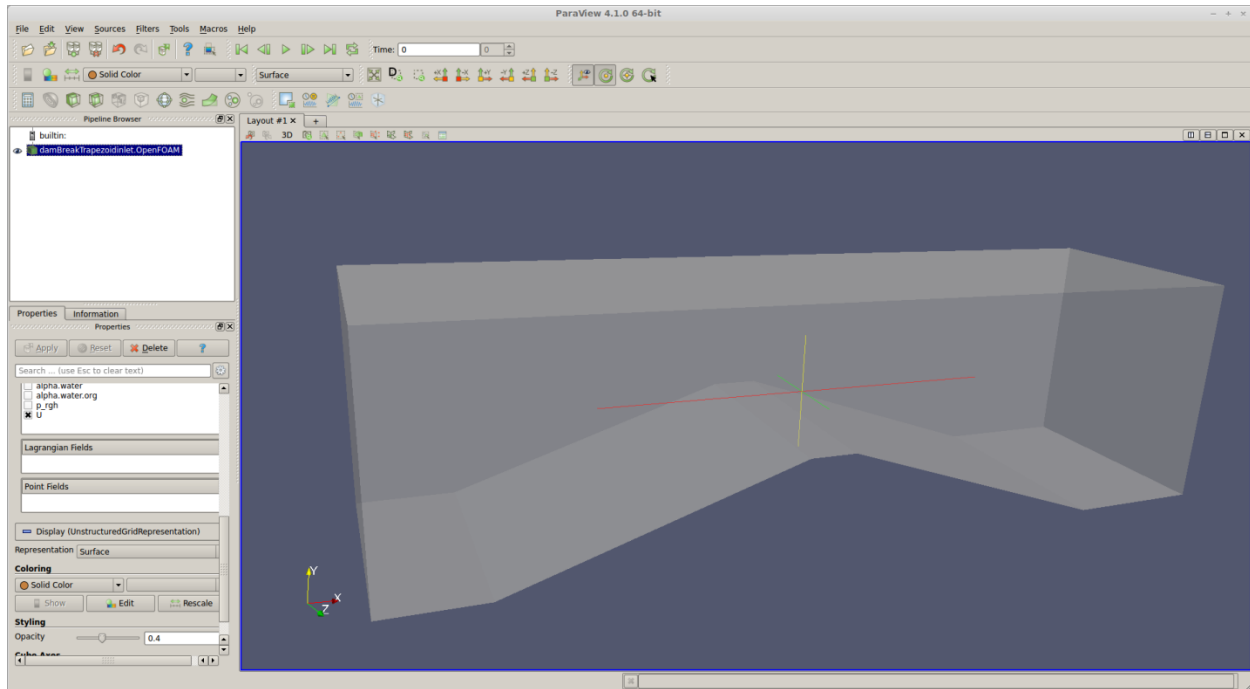 ParaView 4.1.0 64-bit
File Edit View Sources Filters Tools Macros Help
Time: 0 0
Solid Color Surface
Pipeline Browser
Layout #1 x +
builtin:
3D
damBreakTrapezoidinlet.OpenFOAM
Properties Information
Properties
Apply Reset Delete ?
Search ... (use Esc to clear text)
alpha.water
alpha.water.org
p_rgh
U
Lagrangian Fields
Point Fields
Display (UnstructuredGridRepresentation)
Representation Surface
Coloring
Solid Color
Show Edit Rescale
Styling
Opacity 0.4
Cube Axes
Y
X
Z